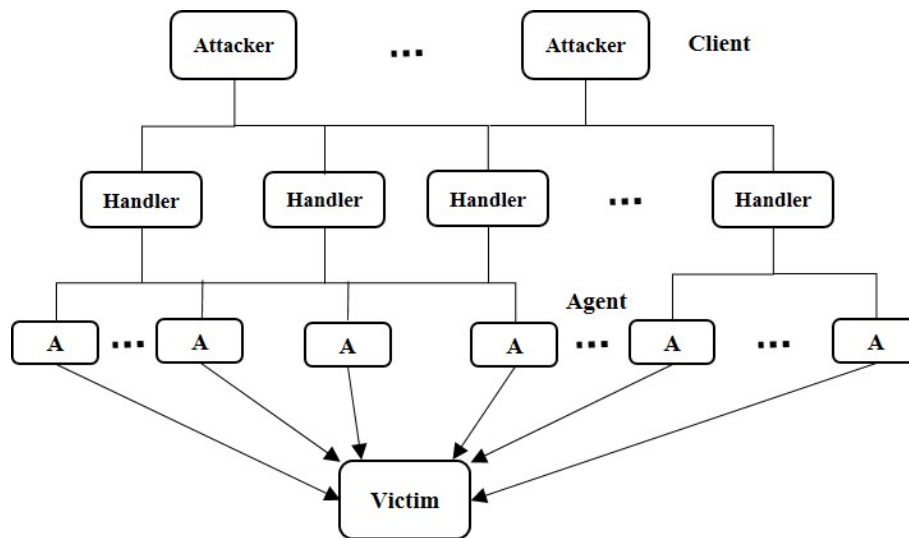 Attacker
...
Attacker
Client
Handler
Handler
Handler
...
Handler
Agent
A
...
A
A
A
...
A
...
A
Victim